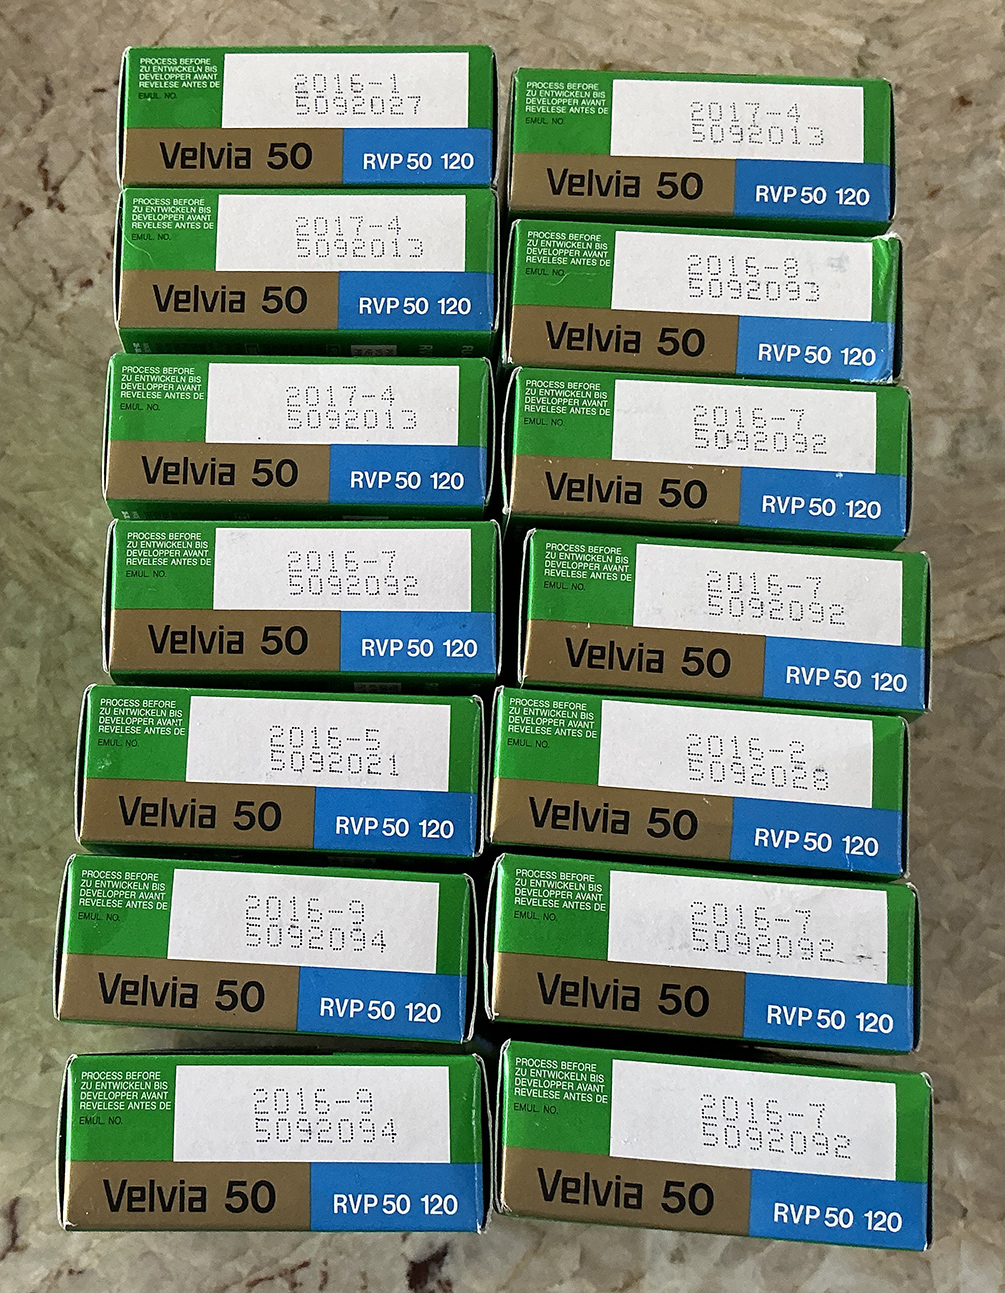 PROCESS BEFORE
ZU ENTWICKELN BIS
DEVELOPPER AVANT
REVELESE ANTES DE
EMUL. NO.
2016-1
5092027
Velvia 50
RVP 50 120
PROCESS BEFORE
ZU ENTWICKELN BIS
DEVELOPPER AVANT
REVELESE ANTES DE
EMUL. NO.
2017-4
5092013
Velvia 50
RVP 50 120
PROCESS BEFORE
ZU ENTWICKELN BIS
DEVELOPPER AVANT
REVELESE ANTES DE
EMUL. NO.
2017-4
5092013
Velvia 50
RVP 50 120
PROCESS BEFORE
ZU ENTWICKELN BIS
DEVELOPPER AVANT
REVELESE ANTES DE
EMUL. NO.
2016-7
5092092
Velvia 50
RVP 50 120
PROCESS BEFORE
ZU ENTWICKELN BIS
DEVELOPPER AVANT
REVELESE ANTES DE
EMUL. NO.
2016-5
5092021
Velvia 50
RVP 50 120
PROCESS BEFORE
ZU ENTWICKELN BIS
DEVELOPPER AVANT
REVELESE ANTES DE
EMUL. NO.
2016-9
5092094
Velvia 50
RVP 50 120
PROCESS BEFORE
ZU ENTWICKELN BIS
DEVELOPPER AVANT
REVELESE ANTES DE
EMUL. NO.
2016-9
5092094
Velvia 50
RVP 50 120
PROCESS BEFORE
ZU ENTWICKELN BIS
DEVELOPPER AVANT
REVELESE ANTES DE
EMUL. NO.
2017-4
5092013
Velvia 50
RVP 50 120
PROCESS BEFORE
ZU ENTWICKELN BIS
DEVELOPPER AVANT
REVELESE ANTES DE
EMUL. NO.
2016-8
5092093
Velvia 50
RVP 50 120
PROCESS BEFORE
ZU ENTWICKELN BIS
DEVELOPPER AVANT
REVELESE ANTES DE
EMUL. NO.
2016-7
5092092
Velvia 50
RVP 50 120
PROCESS BEFORE
ZU ENTWICKELN BIS
DEVELOPPER AVANT
REVELESE ANTES DE
EMUL. NO.
2016-7
5092092
Velvia 50
RVP 50 120
PROCESS BEFORE
ZU ENTWICKELN BIS
DEVELOPPER AVANT
REVELESE ANTES DE
EMUL. NO.
2016-2
5092028
Velvia 50
RVP 50 120
PROCESS BEFORE
ZU ENTWICKELN BIS
DEVELOPPER AVANT
REVELESE ANTES DE
EMUL. NO.
2016-7
5092092
Velvia 50
RVP 50 120
PROCESS BEFORE
ZU ENTWICKELN BIS
DEVELOPPER AVANT
REVELESE ANTES DE
EMUL. NO.
2016-7
5092092
Velvia 50
RVP 50 120